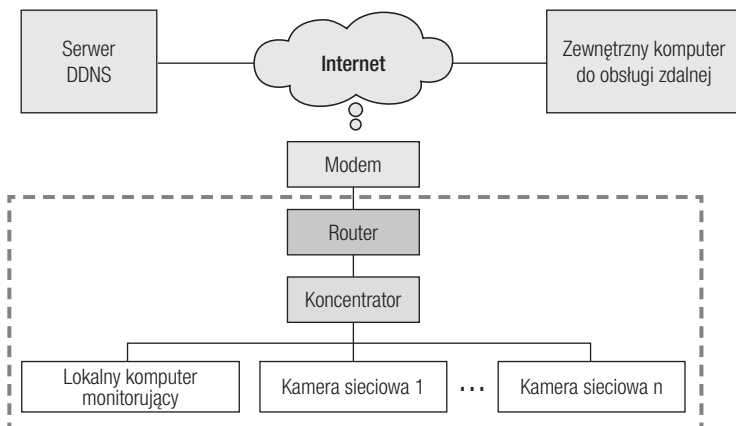 Serwer
DDNS
Internet
Zewnętrzny komputer
do obsługi zdalnej
Modem
Router
Koncentrator
Lokalny komputer
monitorujący
Kamera sieciowa 1
...
Kamera sieciowa n